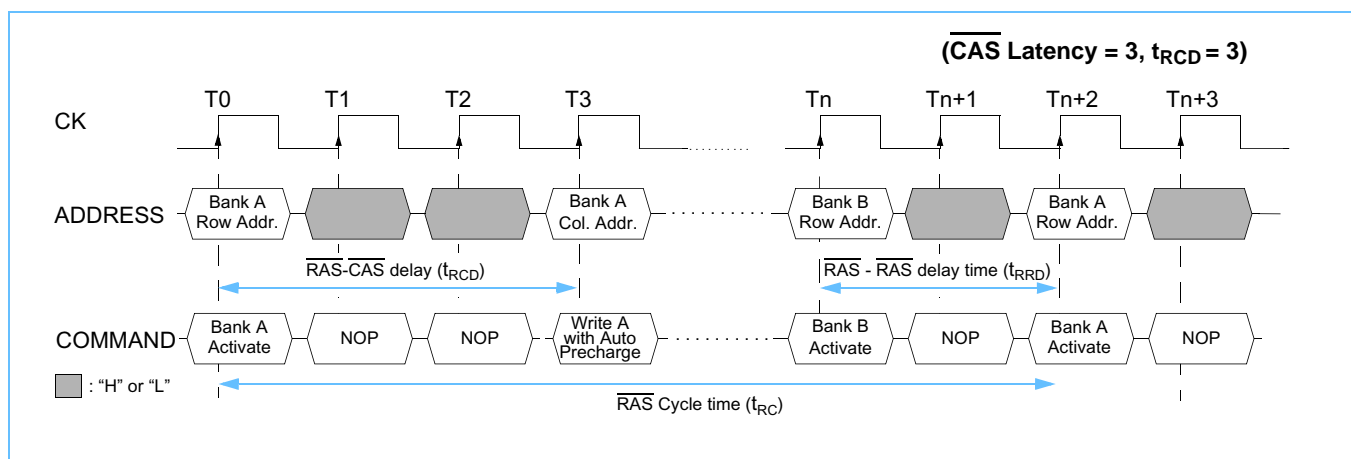 (CAS Latency = 3, tRCD = 3)
T0 T1 T2 T3 Tn Tn+1 Tn+2 Tn+3
CK
ADDRESS
Bank A
Row Addr.
Bank A
Col. Addr.
Bank B
Row Addr.
Bank A
Row Addr.
RAS-CAS delay (tRCD)
RAS - RAS delay time (tRRD)
COMMAND
Bank A
Activate
NOP
NOP
Write A
with Auto
Precharge
Bank B
Activate
NOP
Bank A
Activate
NOP
: “H” or “L”
RAS Cycle time (tRC)